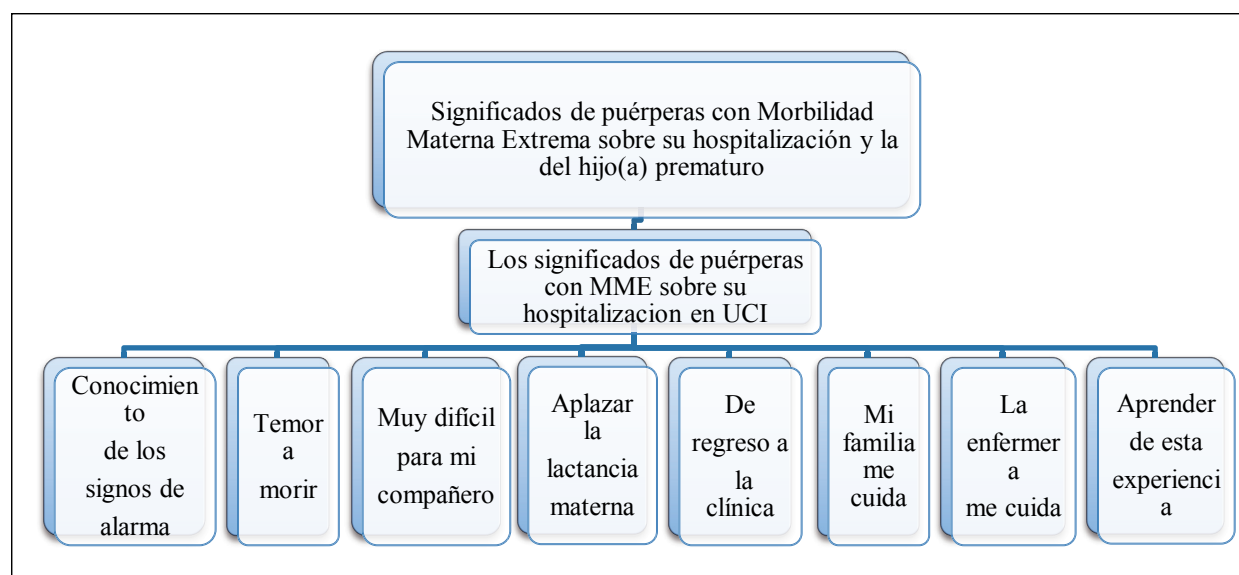 Significados de puérperas con Morbilidad
Materna Extrema sobre su hospitalización y la
del hijo(a) prematuro
Los significados de puérperas
con MME sobre su
hospitalizacion en UCI
Conocimie
nto
de los
signos de
alarma
Temor
a
morir
Muy difícil
para mi
compañero
Aplazar
la
lactancia
materna
De
regreso a
la
clínica
Mi
familia
me
cuida
La
enfermer
a
me cuida
Aprender
de esta
experienci
a